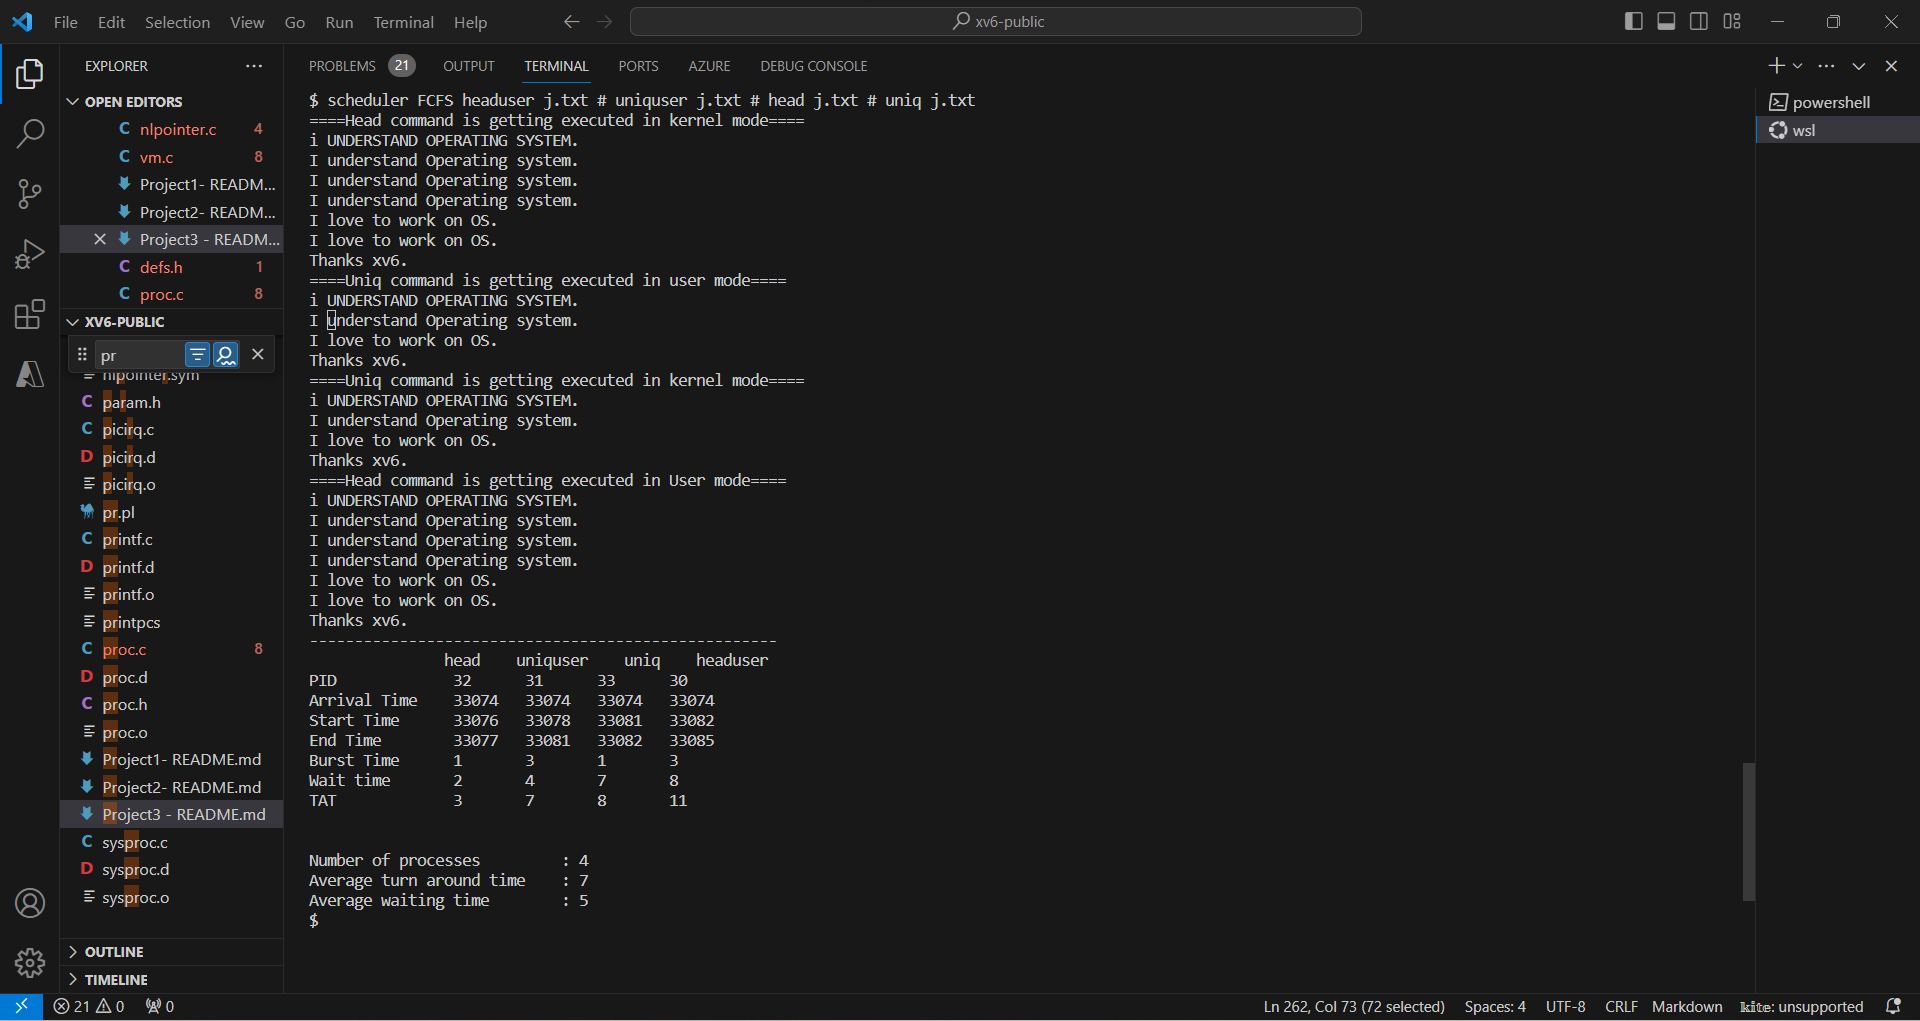 File Edit Selection View Go Run Terminal Help
xv6-public
EXPLORER
OPEN EDITORS
nlpointer.c 4
vm.c 8
Project1- READM...
Project2- READM...
Project3 - READM...
defs.h 1
proc.c 8
XV6-PUBLIC
pr
nlpointer.sym
param.h
picirq.c
picirq.d
picirq.o
pr.pl
printf.c
printf.d
printf.o
printpcs
proc.c 8
proc.d
proc.h
proc.o
Project1- README.md
Project2- README.md
Project3 - README.md
sysproc.c
sysproc.d
sysproc.o
OUTLINE
TIMELINE
PROBLEMS 21 OUTPUT TERMINAL PORTS AZURE DEBUG CONSOLE
$ scheduler FCFS headuser j.txt # uniquser j.txt # head j.txt # uniq j.txt
====Head command is getting executed in kernel mode====
i UNDERSTAND OPERATING SYSTEM.
I understand Operating system.
I understand Operating system.
I understand Operating system.
I love to work on OS.
I love to work on OS.
Thanks xv6.
====Uniq command is getting executed in user mode====
i UNDERSTAND OPERATING SYSTEM.
I understand Operating system.
I love to work on OS.
Thanks xv6.
====Uniq command is getting executed in kernel mode====
i UNDERSTAND OPERATING SYSTEM.
I understand Operating system.
I love to work on OS.
Thanks xv6.
====Head command is getting executed in User mode====
i UNDERSTAND OPERATING SYSTEM.
I understand Operating system.
I understand Operating system.
I understand Operating system.
I love to work on OS.
I love to work on OS.
Thanks xv6.
----------------------------------------------------
head uniquser uniq headuser
PID 32 31 33 30
Arrival Time 33074 33074 33074 33074
Start Time 33076 33078 33081 33082
End Time 33077 33081 33082 33085
Burst Time 1 3 1 3
Wait time 2 4 7 8
TAT 3 7 8 11
Number of processes : 4
Average turn around time : 7
Average waiting time : 5
$
powershell
wsl
21 0 0
Ln 262, Col 73 (72 selected) Spaces: 4 UTF-8 CRLF Markdown kite: unsupported